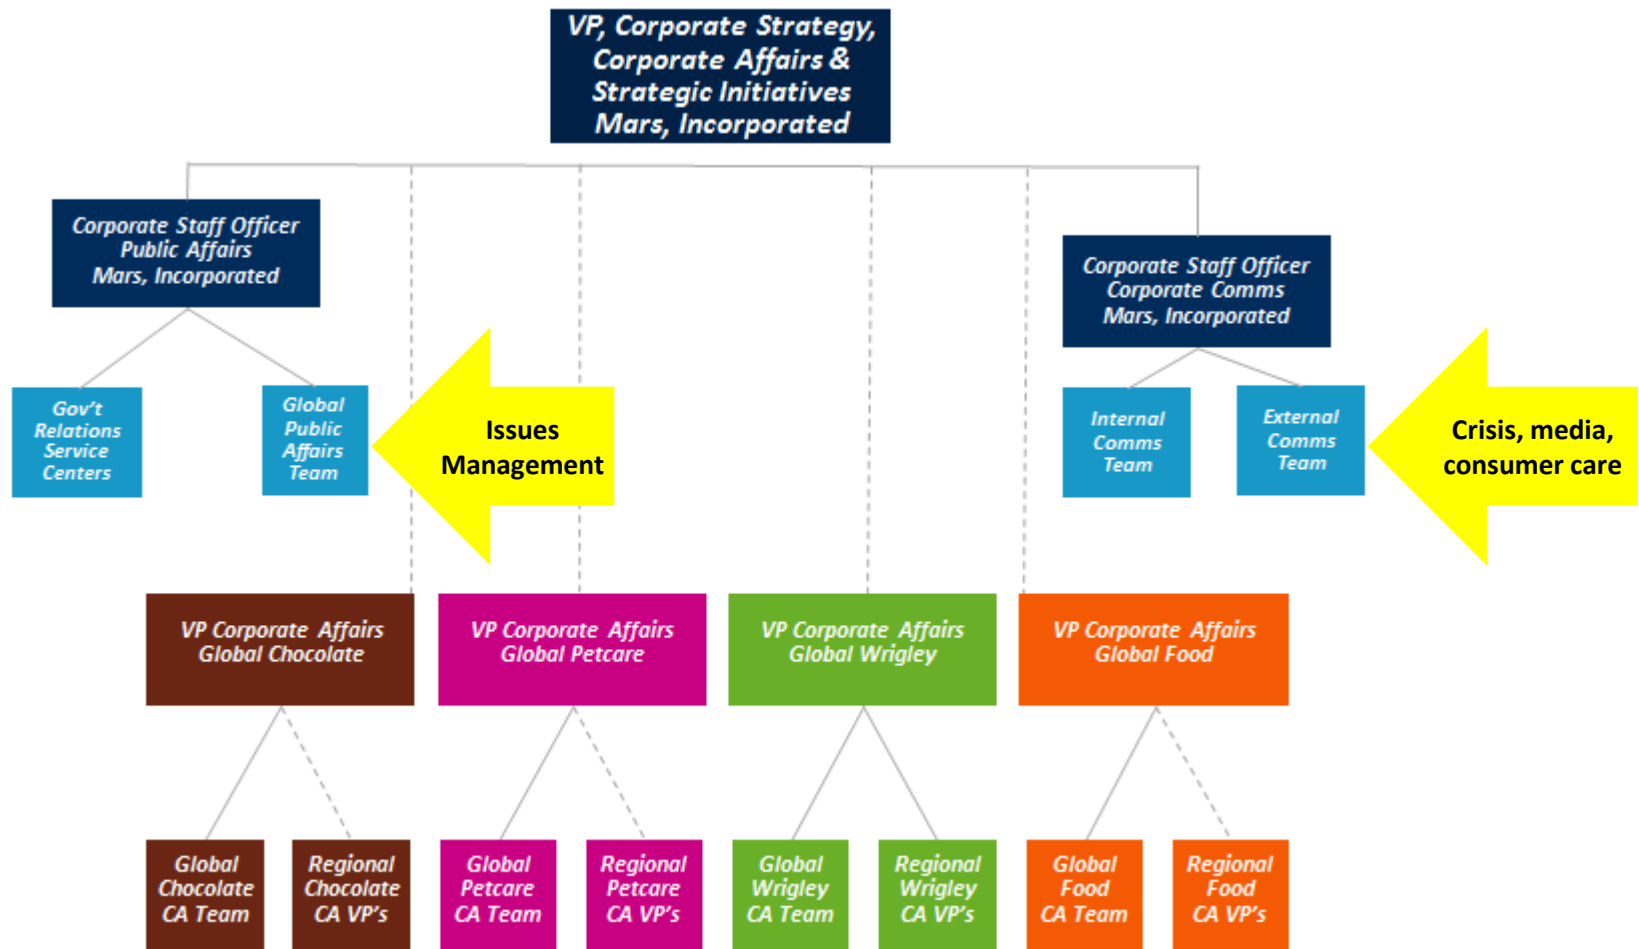 VP, Corporate Strategy,
Corporate Affairs &
Strategic Initiatives
Mars, Incorporated
Corporate Staff Officer
Public Affairs
Mars, Incorporated
Corporate Staff Officer
Corporate Comms
Mars, Incorporated
Gov't
Relations
Service
Centers
Global
Public
Affairs
Team
Issues
Management
Internal
Comms
Team
External
Comms
Team
Crisis, media,
consumer care
VP Corporate Affairs
Global Chocolate
VP Corporate Affairs
Global Petcare
VP Corporate Affairs
Global Wrigley
VP Corporate Affairs
Global Food
Global
Chocolate
CA Team
Regional
Chocolate
CA VP's
Global
Petcare
CA Team
Regional
Petcare
CA VP's
Global
Wrigley
CA Team
Regional
Wrigley
CA VP's
Global
Food
CA Team
Regional
Food
CA VP's